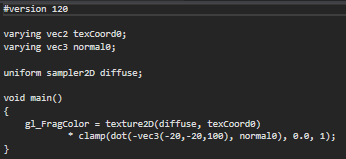 #version 120
varying vec2 texCoord0;
varying vec3 normal0;
uniform sampler2D diffuse;
void main()
{
gl_FragColor = texture2D(diffuse, texCoord0)
* clamp(dot(-vec3(-20,-20,100), normal0), 0.0, 1);
}